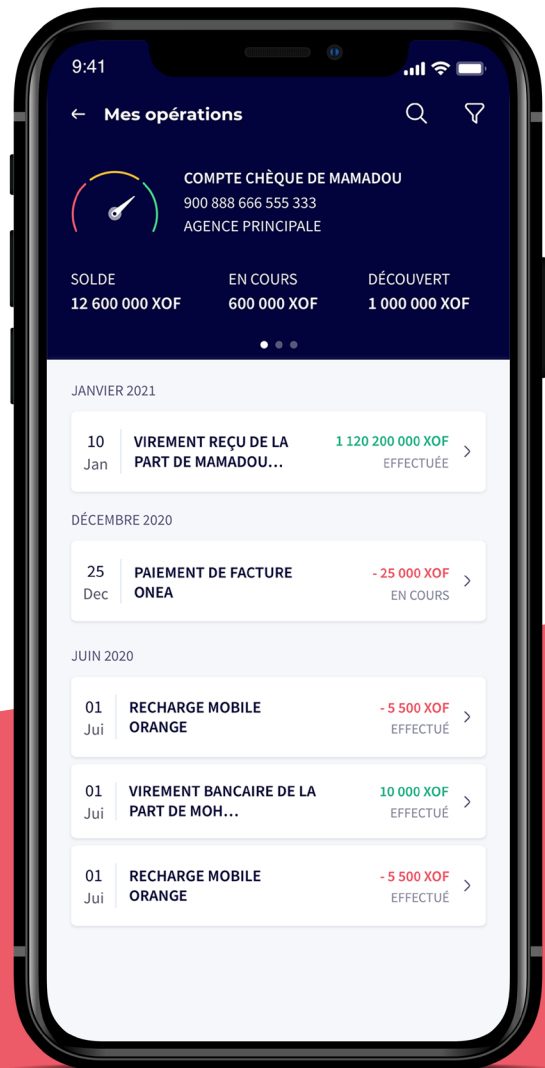 9:41
Mes opérations
COMPTE CHÈQUE DE MAMADOU
900 888 666 555 333
AGENCE PRINCIPALE
SOLDE EN COURS DÉCOUVERT
12 600 000 XOF 600 000 XOF 1 000 000 XOF
JANVIER 2021
10 VIREMENT REÇU DE LA 1 120 200 000 XOF
Jan PART DE MAMADOU... EFFECTUÉE
DÉCEMBRE 2020
25 PAIEMENT DE FACTURE - 25 000 XOF
Dec ONEA EN COURS
JUIN 2020
01 RECHARGE MOBILE - 5 500 XOF
Jui ORANGE EFFECTUÉ
01 VIREMENT BANCAIRE DE LA 10 000 XOF
Jui PART DE MOH... EFFECTUÉ
01 RECHARGE MOBILE - 5 500 XOF
Jui ORANGE EFFECTUÉ